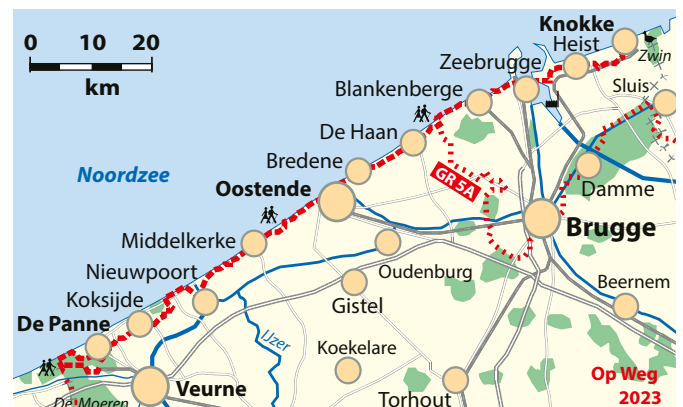 0 10 20
km
Knokke
Heist
Zwin
Zeebrugge
Sluis
Blankenberge
De Haan
Noordzee
Bredene
GR 5A
Damme
Oostende
Brugge
Middelkerke
Oudenburg
Nieuwpoort
Beernem
Gistel
Koksijde
De Panne
IJzer
Koekelare
Op Weg
2023
Veurne
Torhout
De Moeren